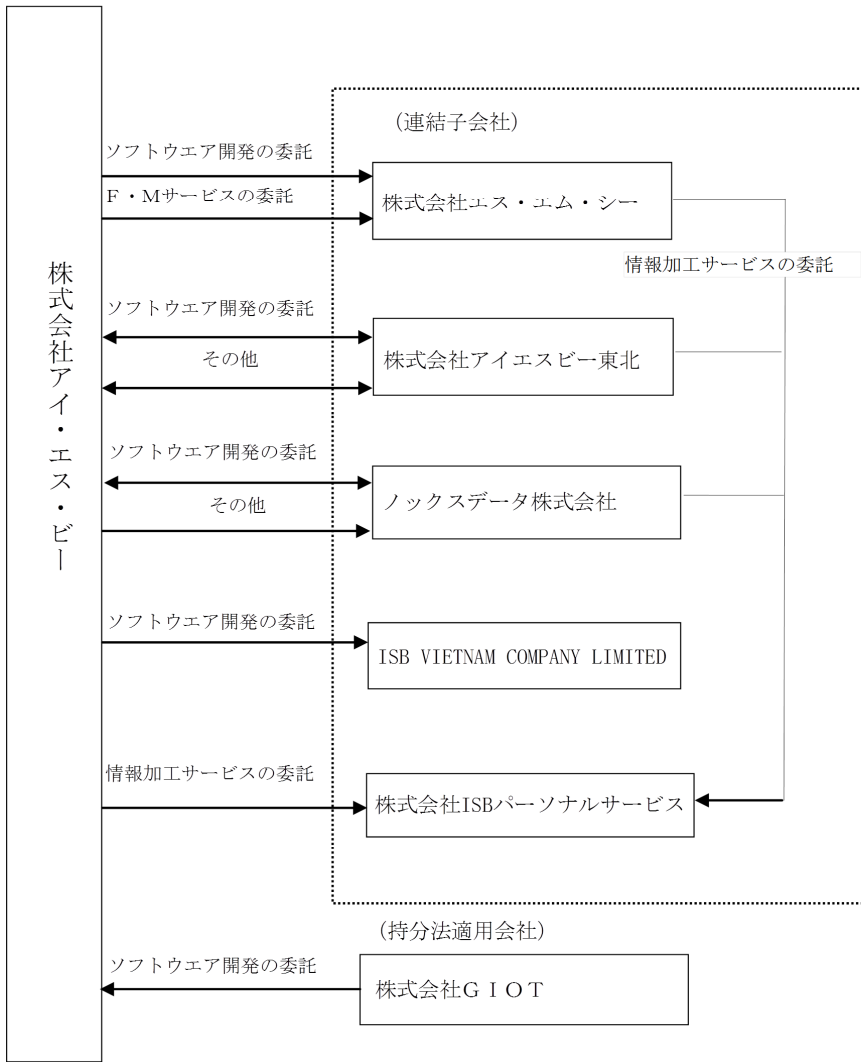 株式会社アイ・エス・ビー
（連結子会社）
ソフトウエア開発の委託
Ｆ・Ｍサービスの委託
株式会社エス・エム・シー
情報加工サービスの委託
ソフトウエア開発の委託
その他
株式会社アイエスビー東北
ソフトウエア開発の委託
その他
ノックスデータ株式会社
ソフトウエア開発の委託
ISB VIETNAM COMPANY LIMITED
情報加工サービスの委託
株式会社ISBパーソナルサービス
（持分法適用会社）
ソフトウエア開発の委託
株式会社ＧＩＯＴ